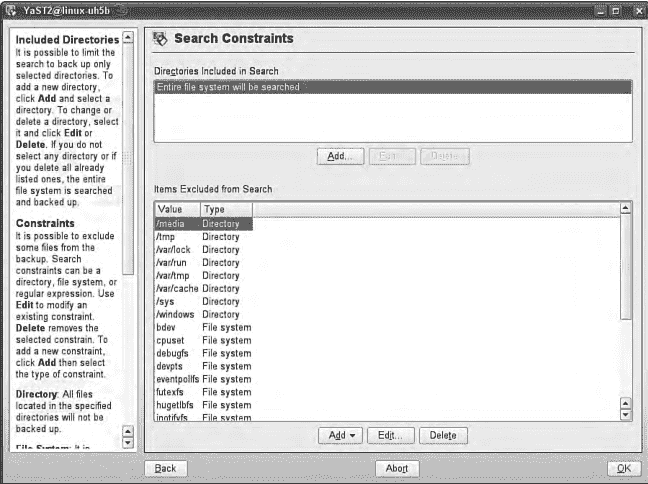 YaST2@linux-uh5b
Included Directories
It is possible to limit the
search to back up only
selected directories. To
add a new directory,
click Add and select a
directory. To change or
delete a directory, select
it and click Edit or
Delete. If you do not
select any directory or if
you delete all already
listed ones, the entire
file system is searched
and backed up.
Constraints
It is possible to exclude
some files from the
backup. Search
constraints can be a
directory, file system, or
regular expression. Use
Edit to modify an
existing constraint.
Delete removes the
selected constrain. To
add a new constraint,
click Add then select
the type of constraint.
Directory: All files
located in the specified
directories will not be
backed up.
File System: It is
Search Constraints
Directories Included in Search
Entire file system will be searched
Add... Edit... Delete
Items Excluded from Search
Value Type
/media Directory
/tmp Directory
/var/lock Directory
/var/run Directory
/var/tmp Directory
/var/cache Directory
/sys Directory
/windows Directory
bdev File system
cpuset File system
debugfs File system
devpts File system
eventpollfs File system
futexfs File system
hugetlbfs File system
inotifyfs File system
Add Edit... Delete
Back Abort OK